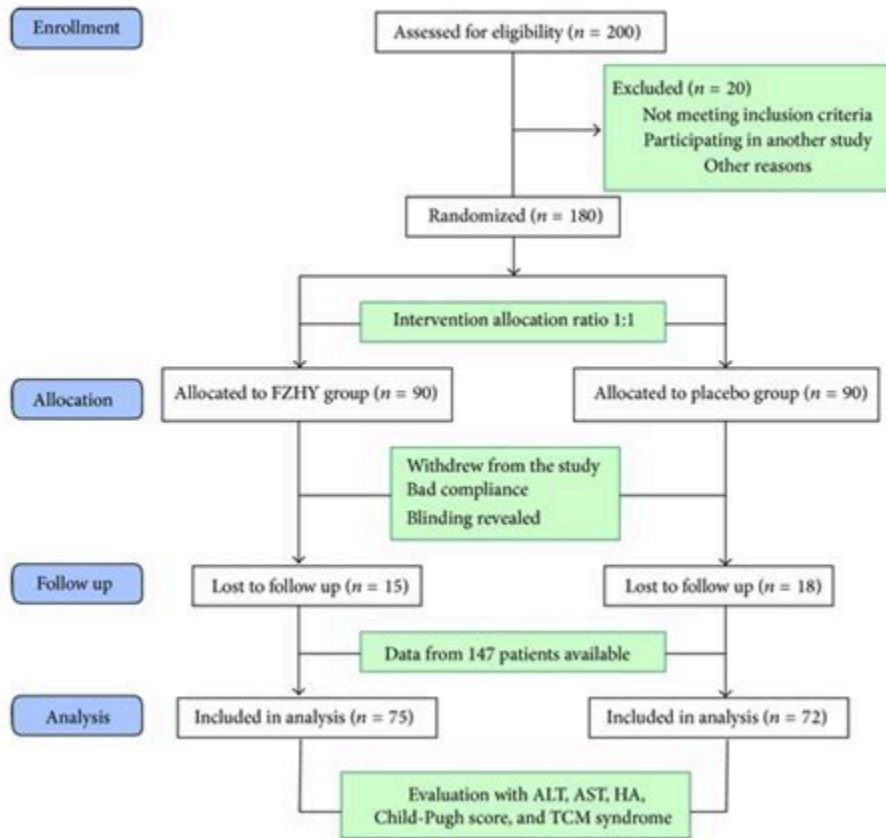 Enrollment
Assessed for eligibility (n = 200)
Excluded (n = 20)
Not meeting inclusion criteria
Participating in another study
Other reasons
Randomized (n = 180)
Intervention allocation ratio 1:1
Allocation
Allocated to FZHY group (n = 90)
Allocated to placebo group (n = 90)
Withdrew from the study
Bad compliance
Blinding revealed
Follow up
Lost to follow up (n = 15)
Lost to follow up (n = 18)
Data from 147 patients available
Analysis
Included in analysis (n = 75)
Included in analysis (n = 72)
Evaluation with ALT, AST, HA,
Child-Pugh score, and TCM syndrome